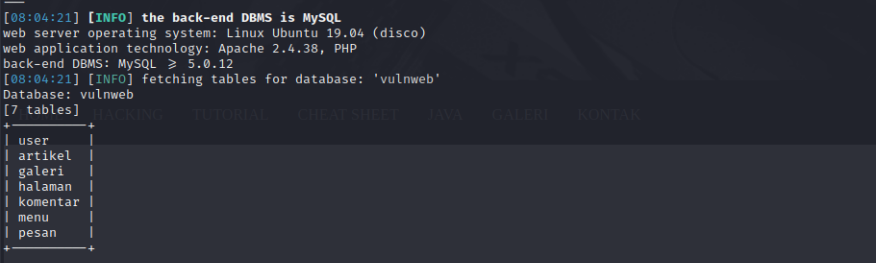 [08:04:21] [INFO] the back-end DBMS is MySQL
web server operating system: Linux Ubuntu 19.04 (disco)
web application technology: Apache 2.4.38, PHP
back-end DBMS: MySQL ≥ 5.0.12
[08:04:21] [INFO] fetching tables for database: 'vulnweb'
Database: vulnweb
[7 tables]
HACKING TUTORIAL CHEAT SHEET JAVA GALERI KONTAK
+----------+
| user |
| artikel |
| galeri |
| halaman |
| komentar |
| menu |
| pesan |
+----------+